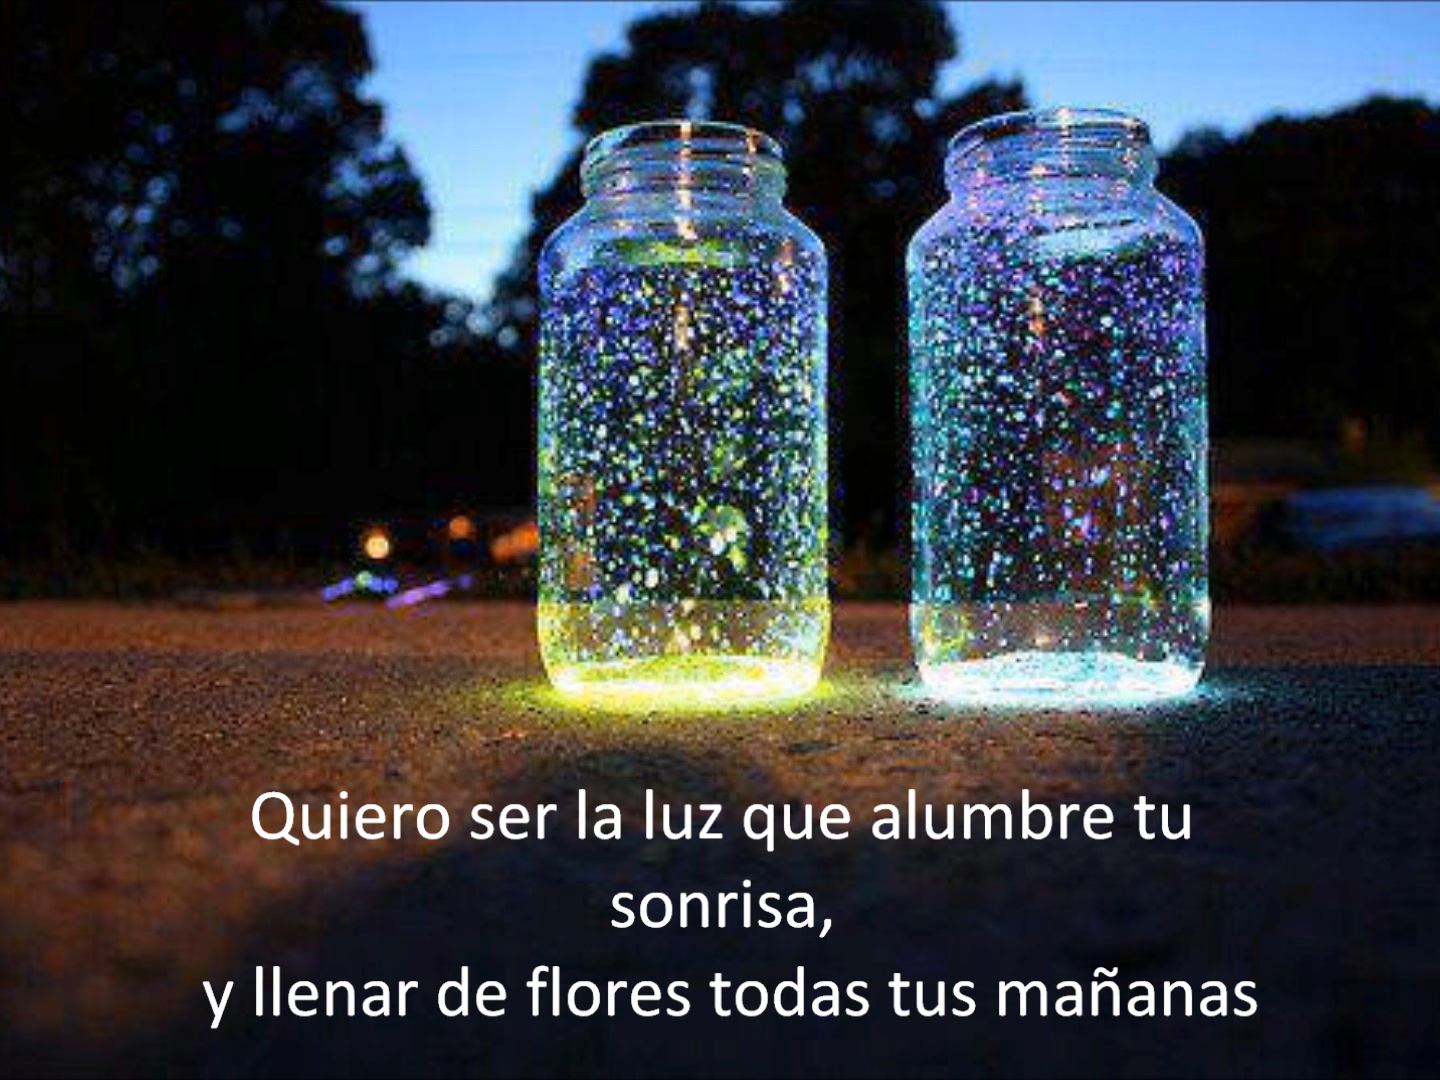 Quiero ser la luz que alumbre tu
sonrisa,
y llenar de flores todas tus mañanas